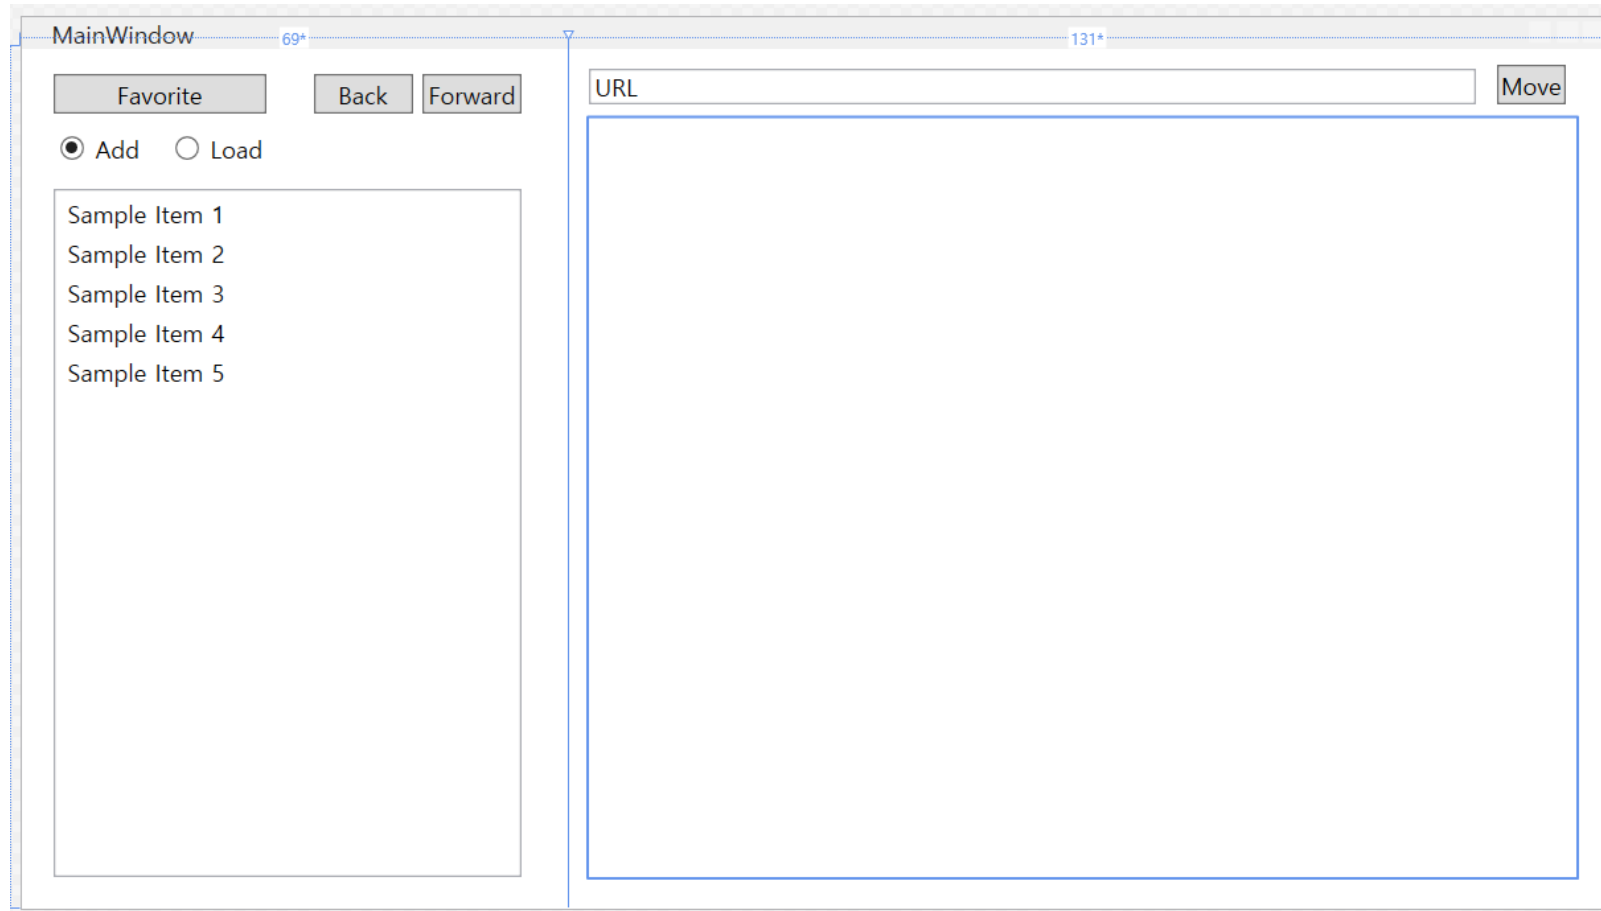 MainWindow 69* 131*
Favorite Back Forward URL Move
Add Load
Sample Item 1
Sample Item 2
Sample Item 3
Sample Item 4
Sample Item 5